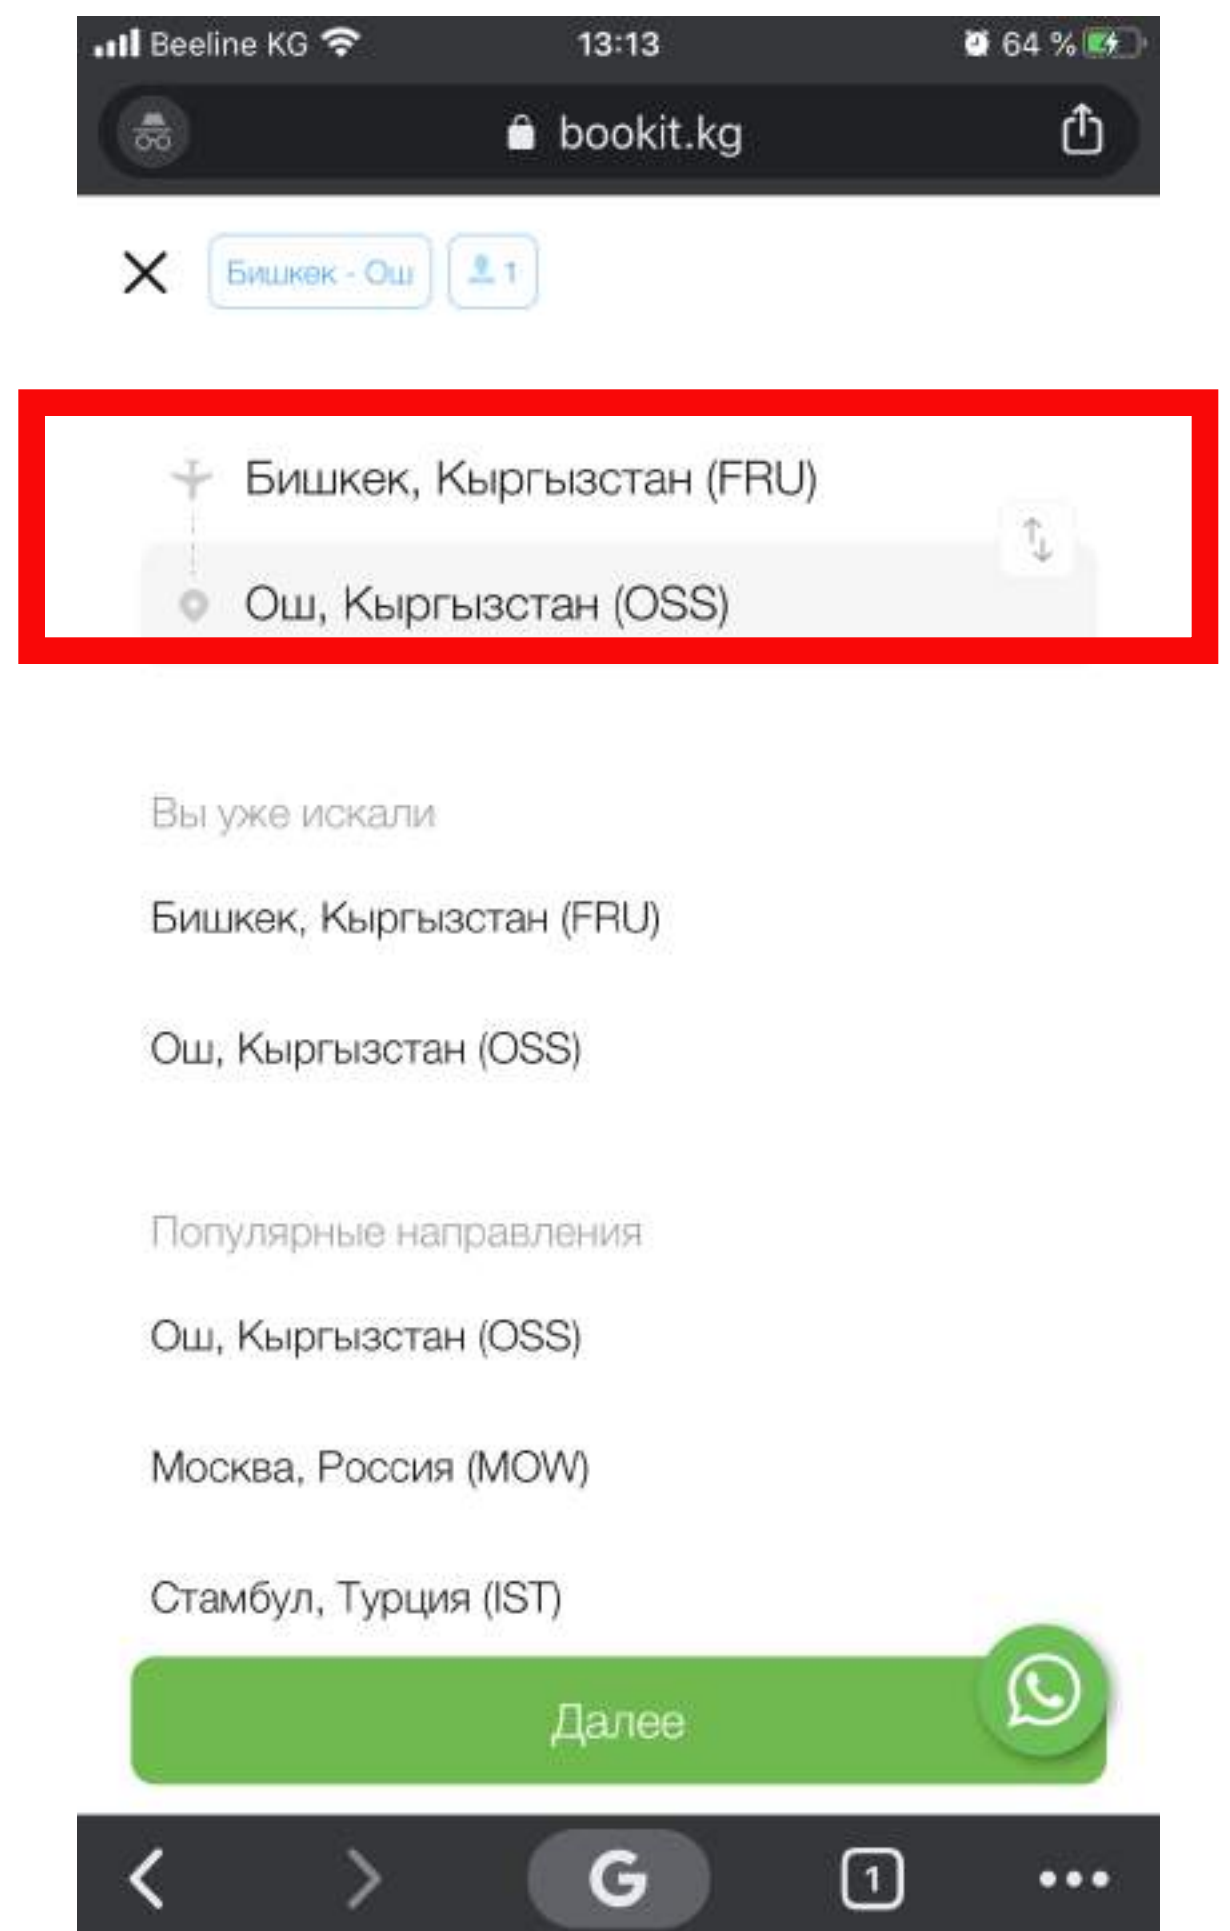 Beeline KG 13:13 64 %
bookit.kg
Бишкек - Ош 1
Бишкек, Кыргызстан (FRU)
Ош, Кыргызстан (OSS)
Вы уже искали
Бишкек, Кыргызстан (FRU)
Ош, Кыргызстан (OSS)
Популярные направления
Ош, Кыргызстан (OSS)
Москва, Россия (MOW)
Стамбул, Турция (IST)
Далее
G 1